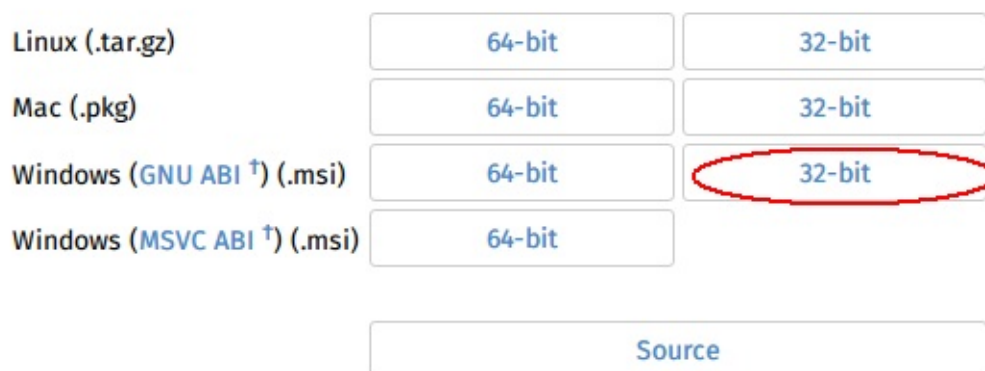 Linux (.tar.gz) 64-bit 32-bit
Mac (.pkg) 64-bit 32-bit
Windows (GNU ABI †) (.msi) 64-bit 32-bit
Windows (MSVC ABI †) (.msi) 64-bit
Source